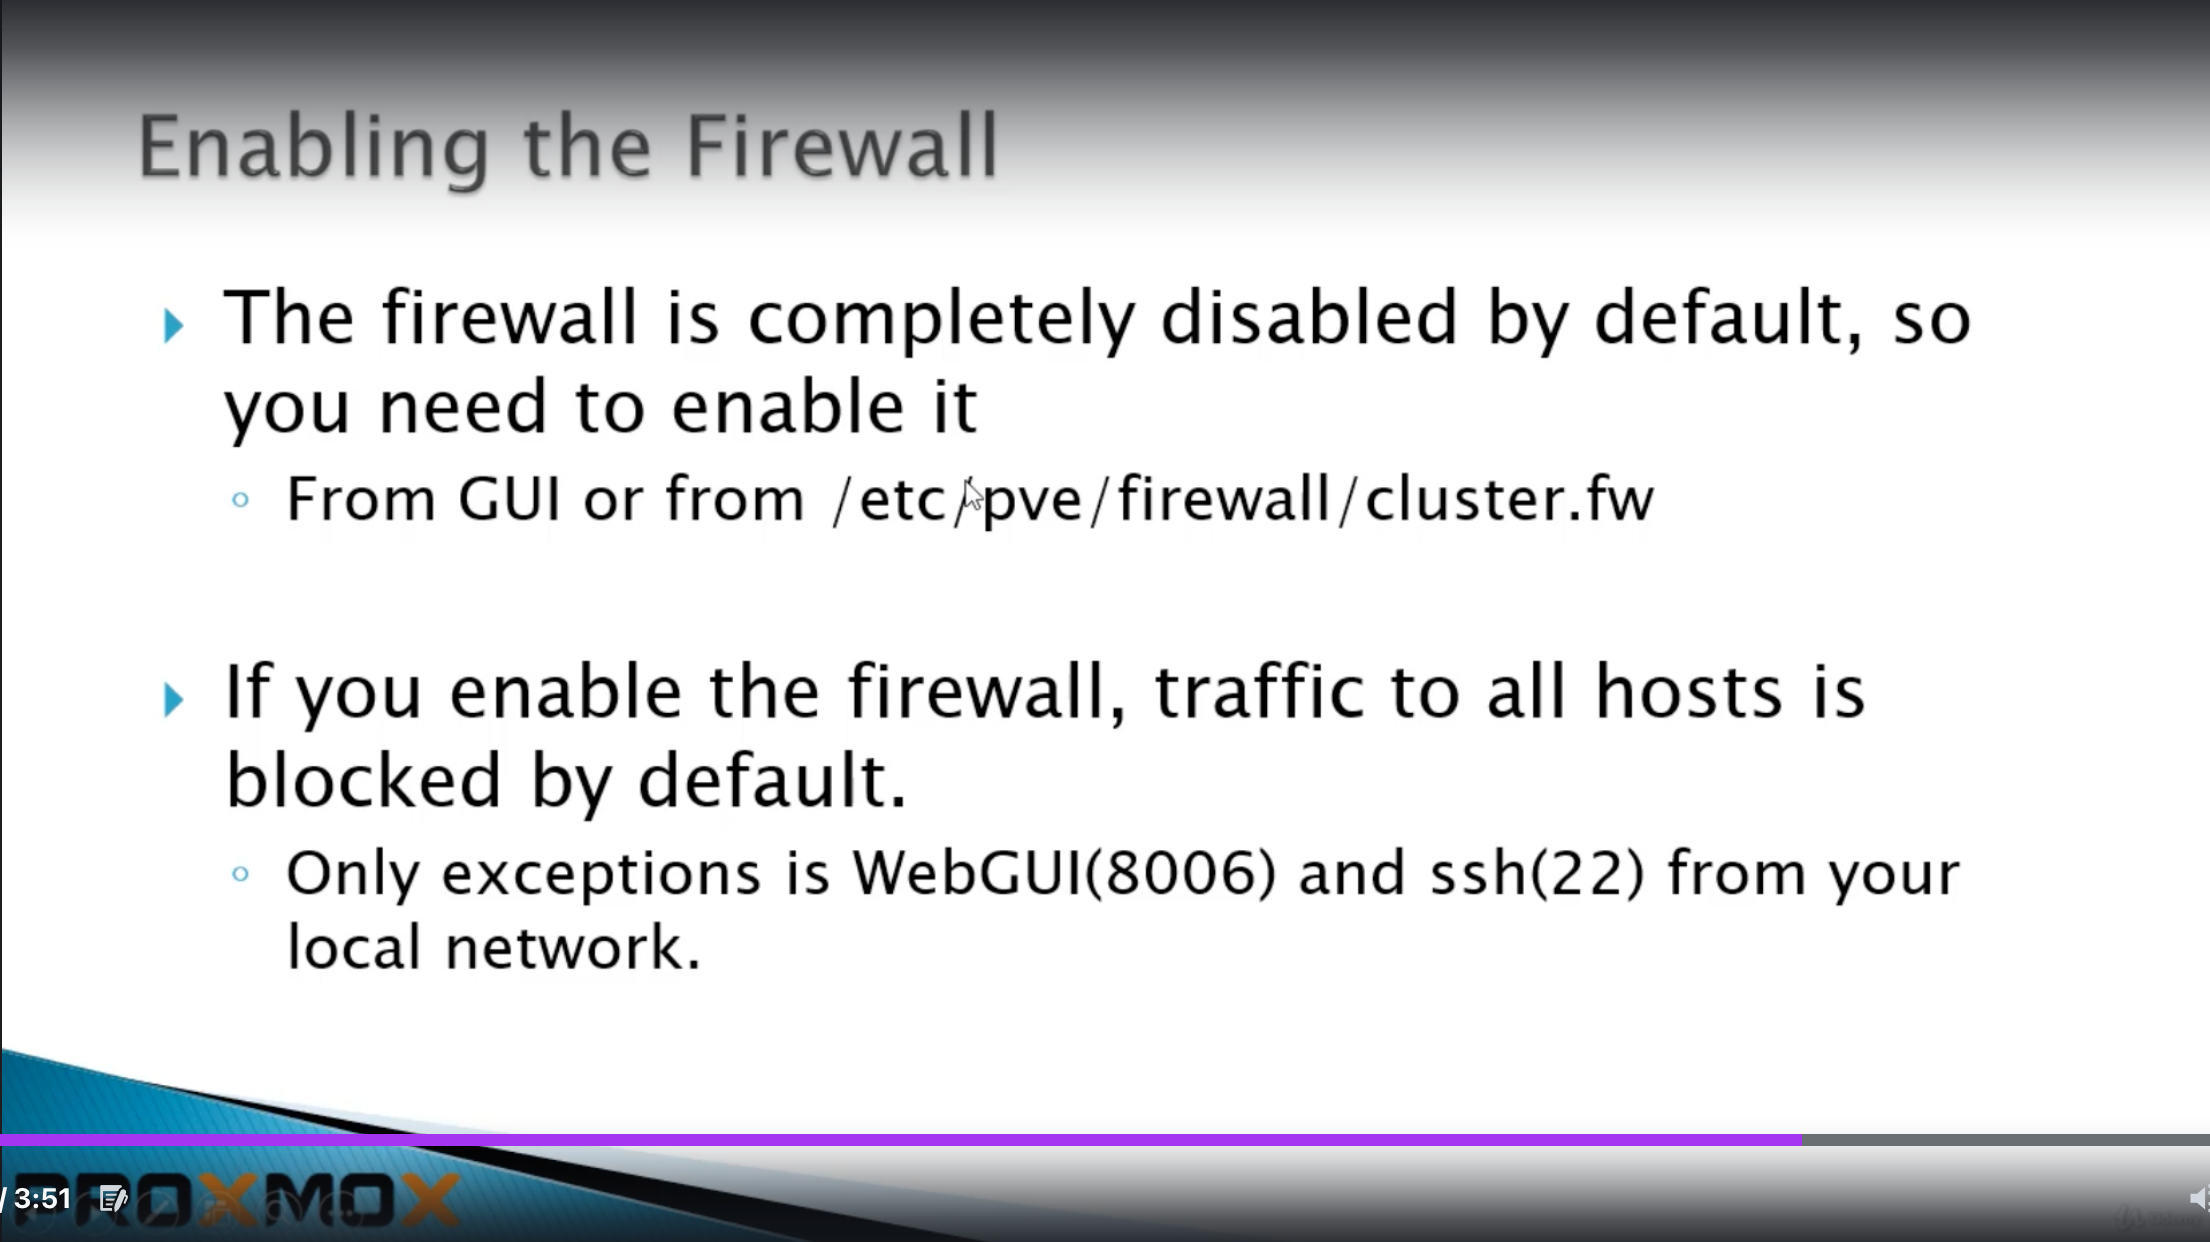 Enabling the Firewall
The firewall is completely disabled by default, so
you need to enable it
From GUI or from /etc/pve/firewall/cluster.fw
If you enable the firewall, traffic to all hosts is
blocked by default.
Only exceptions is WebGUI(8006) and ssh(22) from your
local network.
/ 3:51
PROXMOX